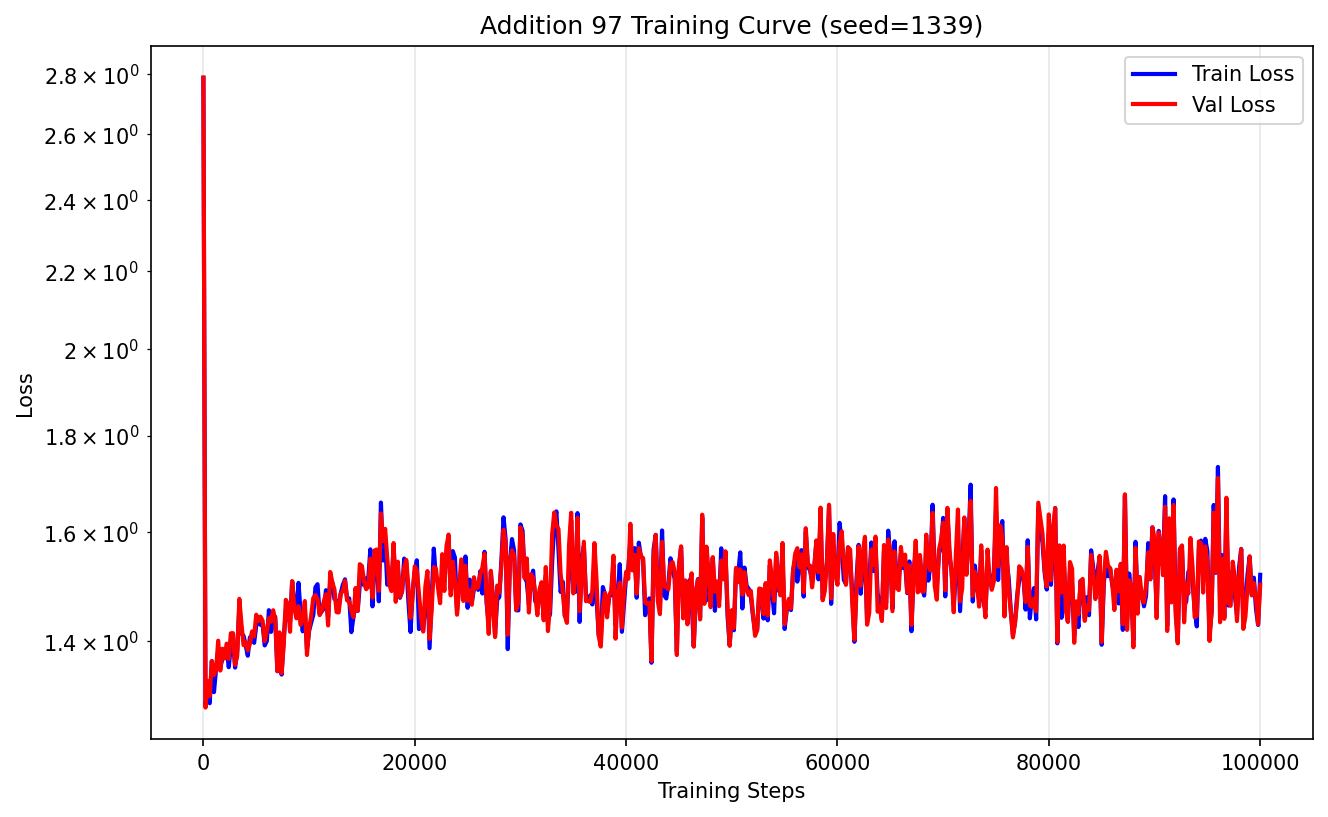 Addition 97 Training Curve (seed=1339)
Train Loss
Val Loss
2.8 × 10⁰
2.6 × 10⁰
2.4 × 10⁰
2.2 × 10⁰
2 × 10⁰
1.8 × 10⁰
1.6 × 10⁰
1.4 × 10⁰
Loss
0 20000 40000 60000 80000 100000
Training Steps